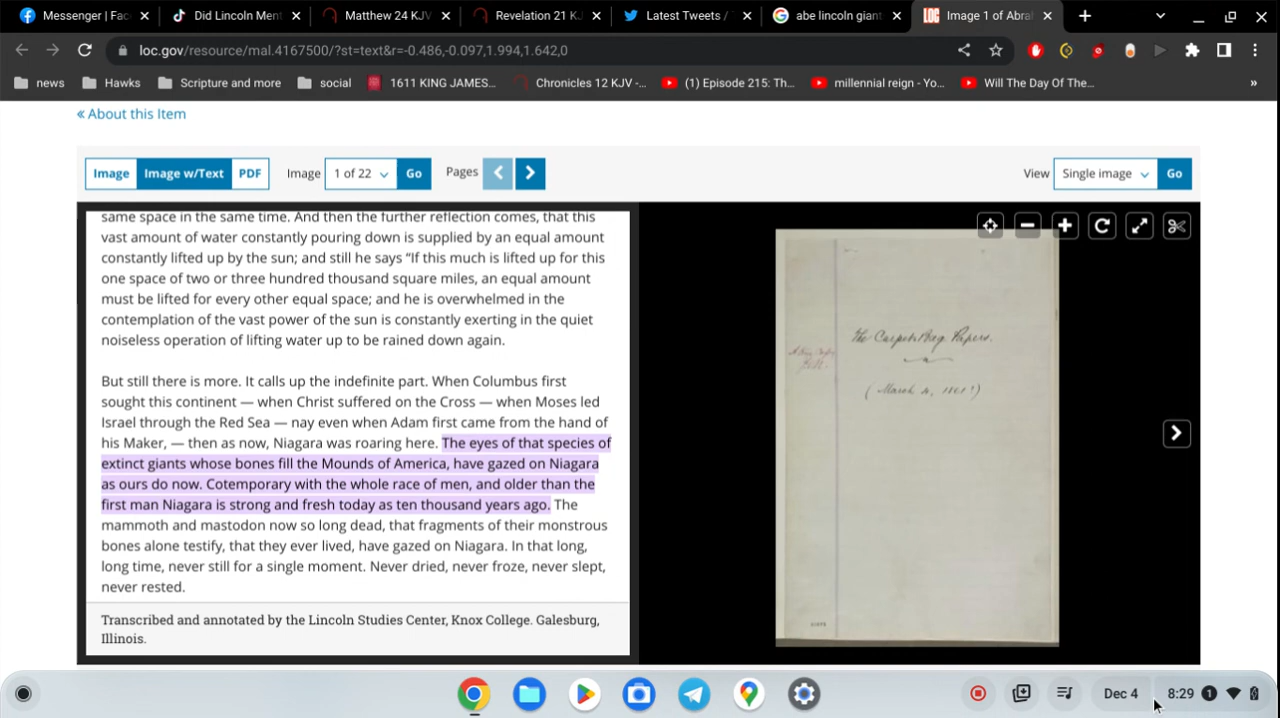 Messenger | Fac
Did Lincoln Ment
Matthew 24 KJV
Revelation 21 KJ
Latest Tweets /
abe lincoln giant
LOC
Image 1 of Abra
loc.gov/resource/mal.4167500/?st=text&r=-0.486,-0.097,1.994,1.642,0
news
Hawks
Scripture and more
social
1611 KING JAMES...
Chronicles 12 KJV -...
(1) Episode 215: Th...
millennial reign - Yo...
Will The Day Of The...
»
« About this Item
Image
Image w/Text
PDF
Image
1 of 22
Go
Pages
View
Single image
Go
same space in the same time. And then the further reflection comes, that this
vast amount of water constantly pouring down is supplied by an equal amount
constantly lifted up by the sun; and still he says “If this much is lifted up for this
one space of two or three hundred thousand square miles, an equal amount
must be lifted for every other equal space; and he is overwhelmed in the
contemplation of the vast power of the sun is constantly exerting in the quiet
noiseless operation of lifting water up to be rained down again.
But still there is more. It calls up the indefinite part. When Columbus first
sought this continent — when Christ suffered on the Cross — when Moses led
Israel through the Red Sea — nay even when Adam first came from the hand of
his Maker, — then as now, Niagara was roaring here. The eyes of that species of
extinct giants whose bones fill the Mounds of America, have gazed on Niagara
as ours do now. Cotemporary with the whole race of men, and older than the
first man Niagara is strong and fresh today as ten thousand years ago. The
mammoth and mastodon now so long dead, that fragments of their monstrous
bones alone testify, that they ever lived, have gazed on Niagara. In that long,
long time, never still for a single moment. Never dried, never froze, never slept,
never rested.
Transcribed and annotated by the Lincoln Studies Center, Knox College. Galesburg,
Illinois.
The Carpet-Bag Papers.
(March 4, 1861?)
Dec 4
8:29
1